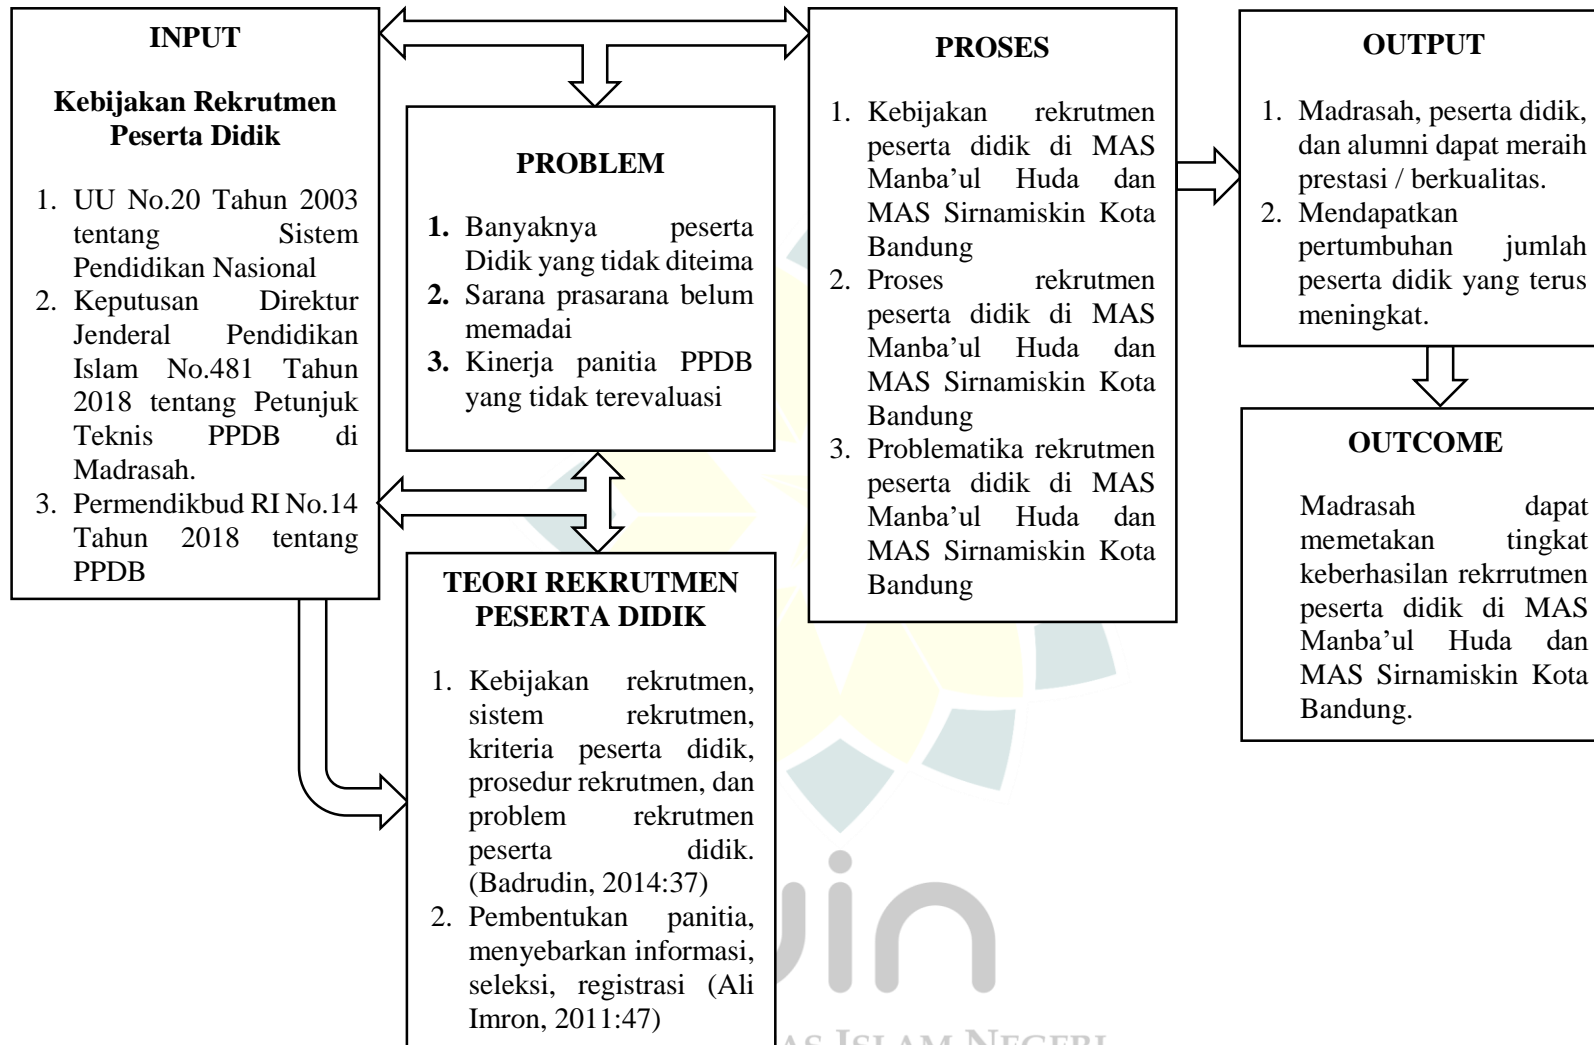 INPUT
Kebijakan Rekrutmen
Peserta Didik
1. UU No.20 Tahun 2003
tentang Sistem
Pendidikan Nasional
2. Keputusan Direktur
Jenderal Pendidikan
Islam No.481 Tahun
2018 tentang Petunjuk
Teknis PPDB di
Madrasah.
3. Permendikbud RI No.14
Tahun 2018 tentang
PPDB
PROBLEM
1. Banyaknya peserta
Didik yang tidak diteima
2. Sarana prasarana belum
memadai
3. Kinerja panitia PPDB
yang tidak terevaluasi
TEORI REKRUTMEN
PESERTA DIDIK
1. Kebijakan rekrutmen,
sistem rekrutmen,
kriteria peserta didik,
prosedur rekrutmen, dan
problem rekrutmen
peserta didik.
(Badrudin, 2014:37)
2. Pembentukan panitia,
menyebarkan informasi,
seleksi, registrasi (Ali
Imron, 2011:47)
PROSES
1. Kebijakan rekrutmen
peserta didik di MAS
Manba’ul Huda dan
MAS Sirnamiskin Kota
Bandung
2. Proses rekrutmen
peserta didik di MAS
Manba’ul Huda dan
MAS Sirnamiskin Kota
Bandung
3. Problematika rekrutmen
peserta didik di MAS
Manba’ul Huda dan
MAS Sirnamiskin Kota
Bandung
OUTPUT
1. Madrasah, peserta didik,
dan alumni dapat meraih
prestasi / berkualitas.
2. Mendapatkan
pertumbuhan jumlah
peserta didik yang terus
meningkat.
OUTCOME
Madrasah dapat
memetakan tingkat
keberhasilan rekrrutmen
peserta didik di MAS
Manba’ul Huda dan
MAS Sirnamiskin Kota
Bandung.
uin
AS ISLAM NEGERI